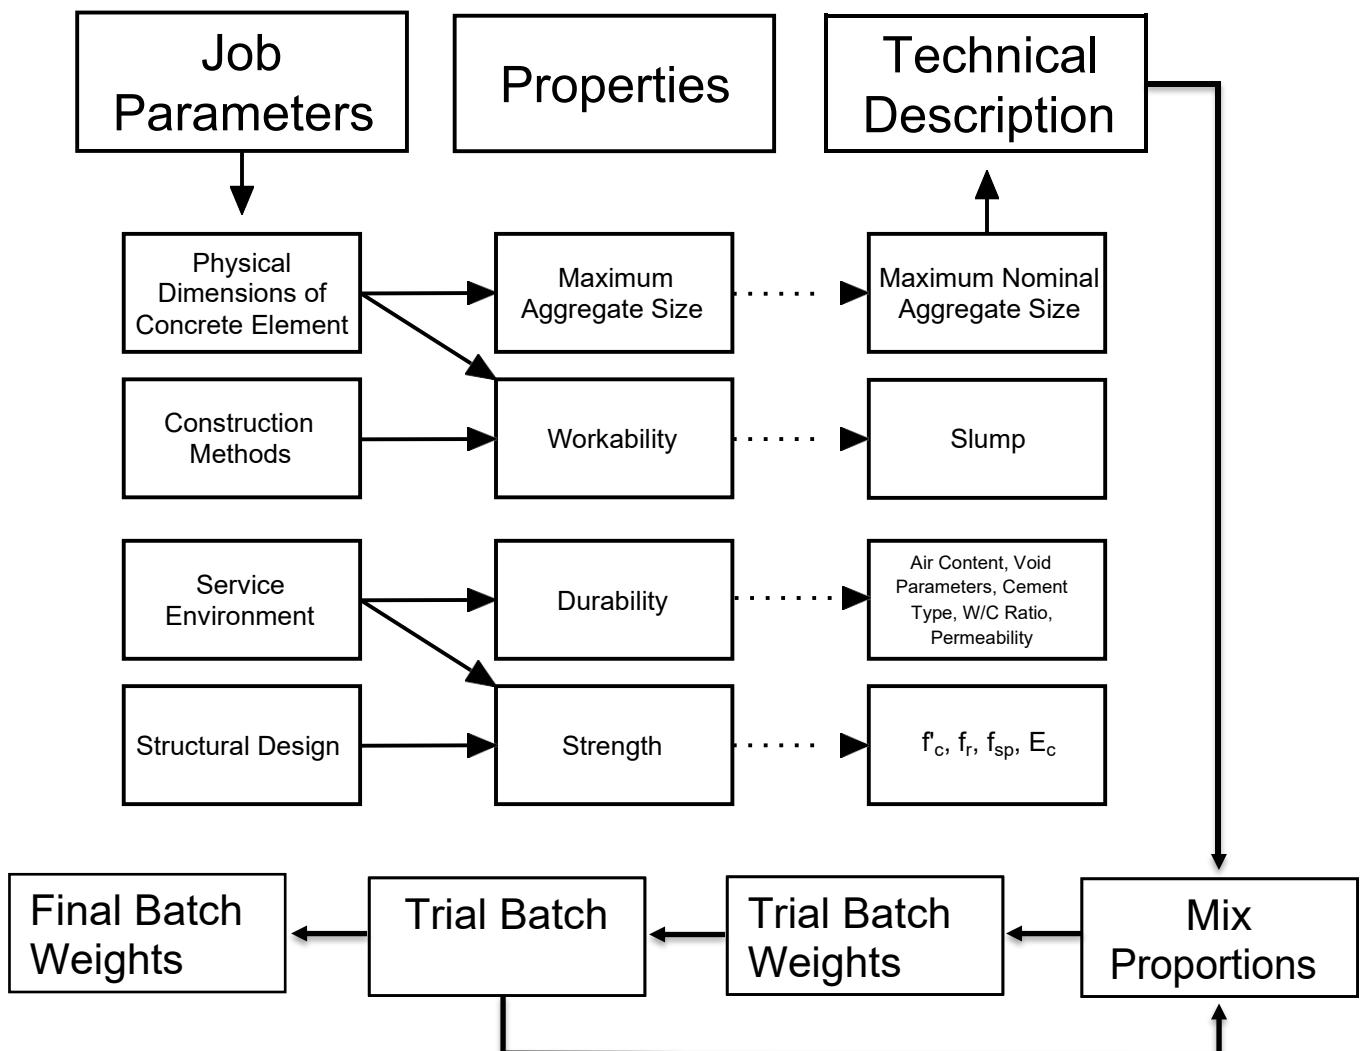 Job
Parameters
Properties
Technical
Description
Physical
Dimensions of
Concrete Element
Maximum
Aggregate Size
Maximum Nominal
Aggregate Size
Construction
Methods
Workability
Slump
Service
Environment
Durability
Air Content, Void
Parameters, Cement
Type, W/C Ratio,
Permeability
Structural Design
Strength
f'c, fr, fsp, Ec
Final Batch
Weights
Trial Batch
Trial Batch
Weights
Mix
Proportions